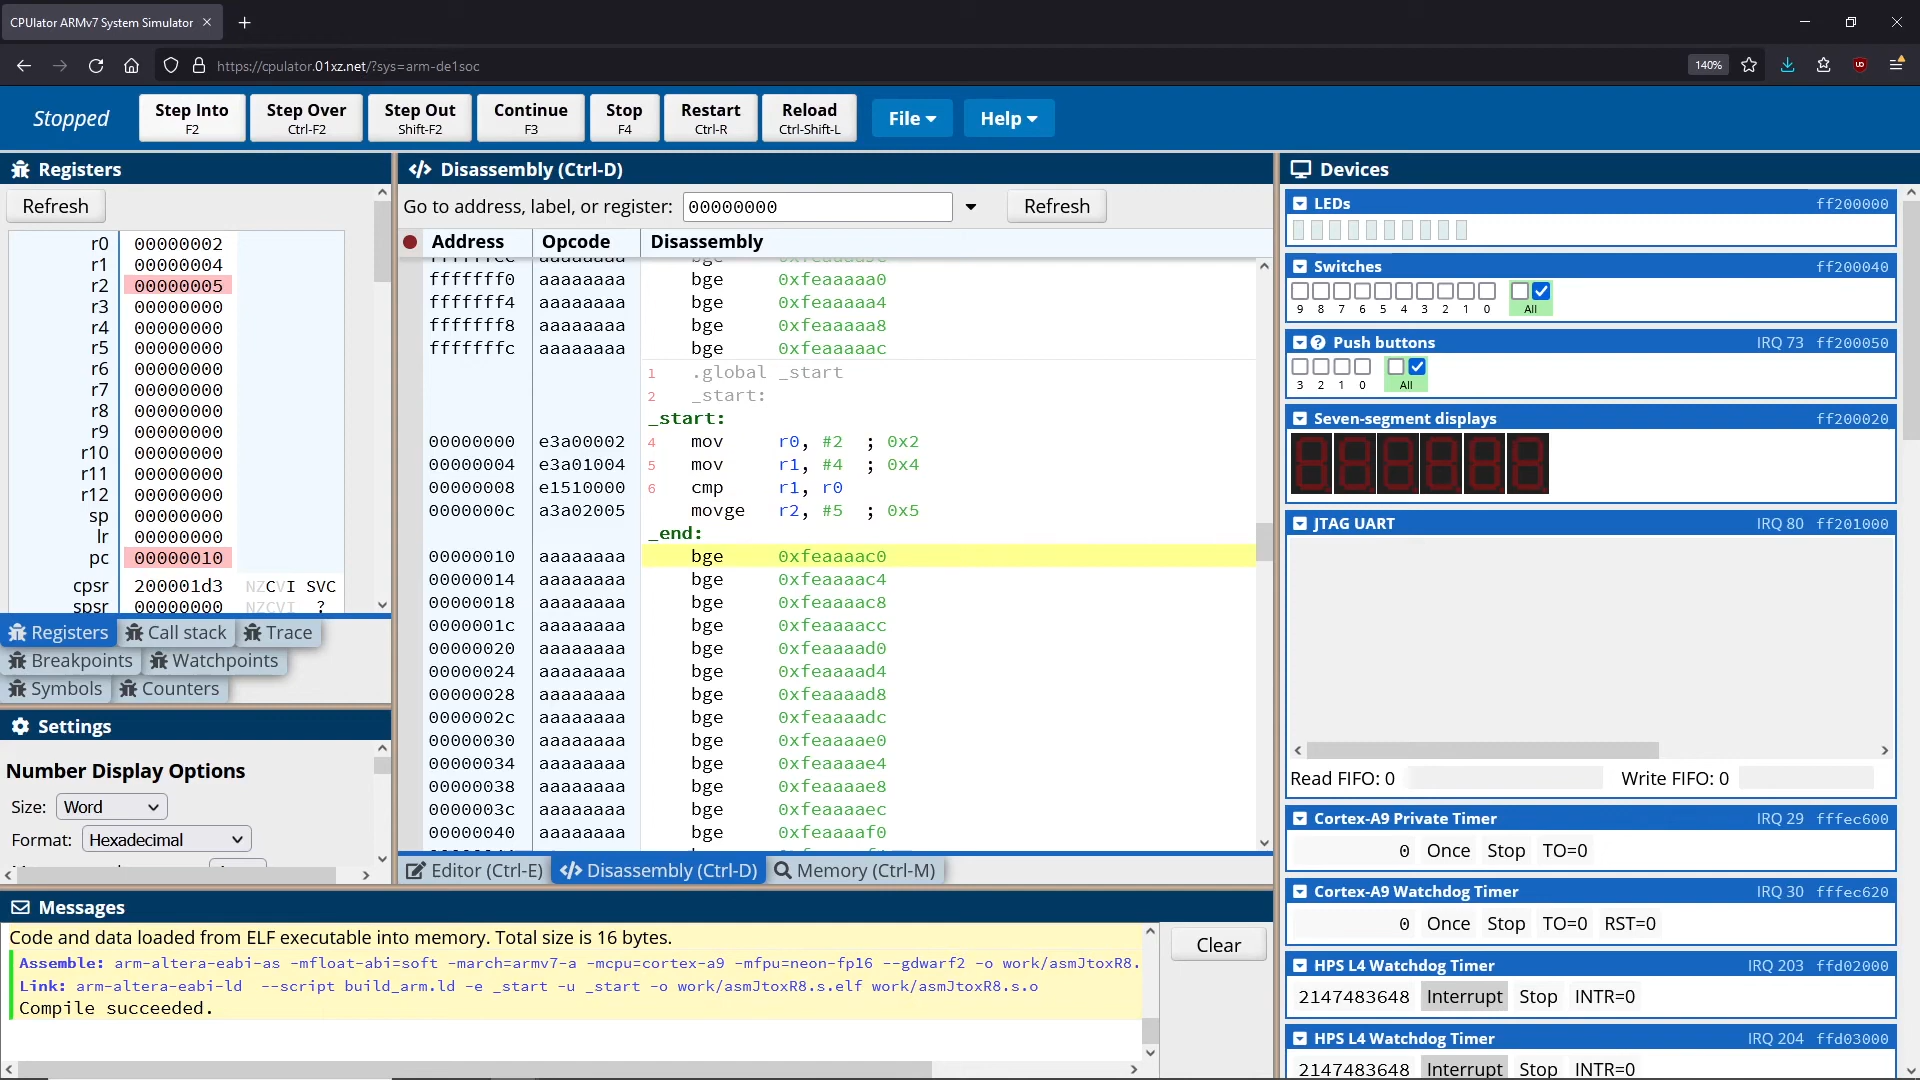 CPUlator ARMv7 System Simulator
https://cpulator.01xz.net/?sys=arm-de1soc
140%
Stopped
Step Into
F2
Step Over
Ctrl-F2
Step Out
Shift-F2
Continue
F3
Stop
F4
Restart
Ctrl-R
Reload
Ctrl-Shift-L
File
Help
Registers
Refresh
r0 00000002
r1 00000004
r2 00000005
r3 00000000
r4 00000000
r5 00000000
r6 00000000
r7 00000000
r8 00000000
r9 00000000
r10 00000000
r11 00000000
r12 00000000
sp 00000000
lr 00000000
pc 00000010
cpsr 200001d3 NZCVI SVC
spsr 00000000 NZCVI ?
Registers
Call stack
Trace
Breakpoints
Watchpoints
Symbols
Counters
Settings
Number Display Options
Size: Word
Format: Hexadecimal
Disassembly (Ctrl-D)
Go to address, label, or register: 00000000
Refresh
Address Opcode Disassembly
fffffff0 aaaaaaaa bge 0xfeaaaaa0
fffffff4 aaaaaaaa bge 0xfeaaaaa4
fffffff8 aaaaaaaa bge 0xfeaaaaa8
fffffffc aaaaaaaa bge 0xfeaaaaac
1 .global _start
2 _start:
_start:
00000000 e3a00002 4 mov r0, #2 ; 0x2
00000004 e3a01004 5 mov r1, #4 ; 0x4
00000008 e1510000 6 cmp r1, r0
0000000c a3a02005 movge r2, #5 ; 0x5
_end:
00000010 aaaaaaaa bge 0xfeaaaac0
00000014 aaaaaaaa bge 0xfeaaaac4
00000018 aaaaaaaa bge 0xfeaaaac8
0000001c aaaaaaaa bge 0xfeaaaacc
00000020 aaaaaaaa bge 0xfeaaaad0
00000024 aaaaaaaa bge 0xfeaaaad4
00000028 aaaaaaaa bge 0xfeaaaad8
0000002c aaaaaaaa bge 0xfeaaaadc
00000030 aaaaaaaa bge 0xfeaaaae0
00000034 aaaaaaaa bge 0xfeaaaae4
00000038 aaaaaaaa bge 0xfeaaaae8
0000003c aaaaaaaa bge 0xfeaaaaec
00000040 aaaaaaaa bge 0xfeaaaaf0
Editor (Ctrl-E)
Disassembly (Ctrl-D)
Memory (Ctrl-M)
Messages
Code and data loaded from ELF executable into memory. Total size is 16 bytes.
Assemble: arm-altera-eabi-as -mfloat-abi=soft -march=armv7-a -mcpu=cortex-a9 -mfpu=neon-fp16 --gdwarf2 -o work/asmJtoxR8.
Link: arm-altera-eabi-ld --script build_arm.ld -e _start -u _start -o work/asmJtoxR8.s.elf work/asmJtoxR8.s.o
Compile succeeded.
Clear
Devices
LEDs ff200000
Switches ff200040
9 8 7 6 5 4 3 2 1 0 All
Push buttons IRQ 73 ff200050
3 2 1 0 All
Seven-segment displays ff200020
JTAG UART IRQ 80 ff201000
Read FIFO: 0 Write FIFO: 0
Cortex-A9 Private Timer IRQ 29 fffec600
0 Once Stop TO=0
Cortex-A9 Watchdog Timer IRQ 30 fffec620
0 Once Stop TO=0 RST=0
HPS L4 Watchdog Timer IRQ 203 ffd02000
2147483648 Interrupt Stop INTR=0
HPS L4 Watchdog Timer IRQ 204 ffd03000
2147483648 Interrupt Stop INTR=0